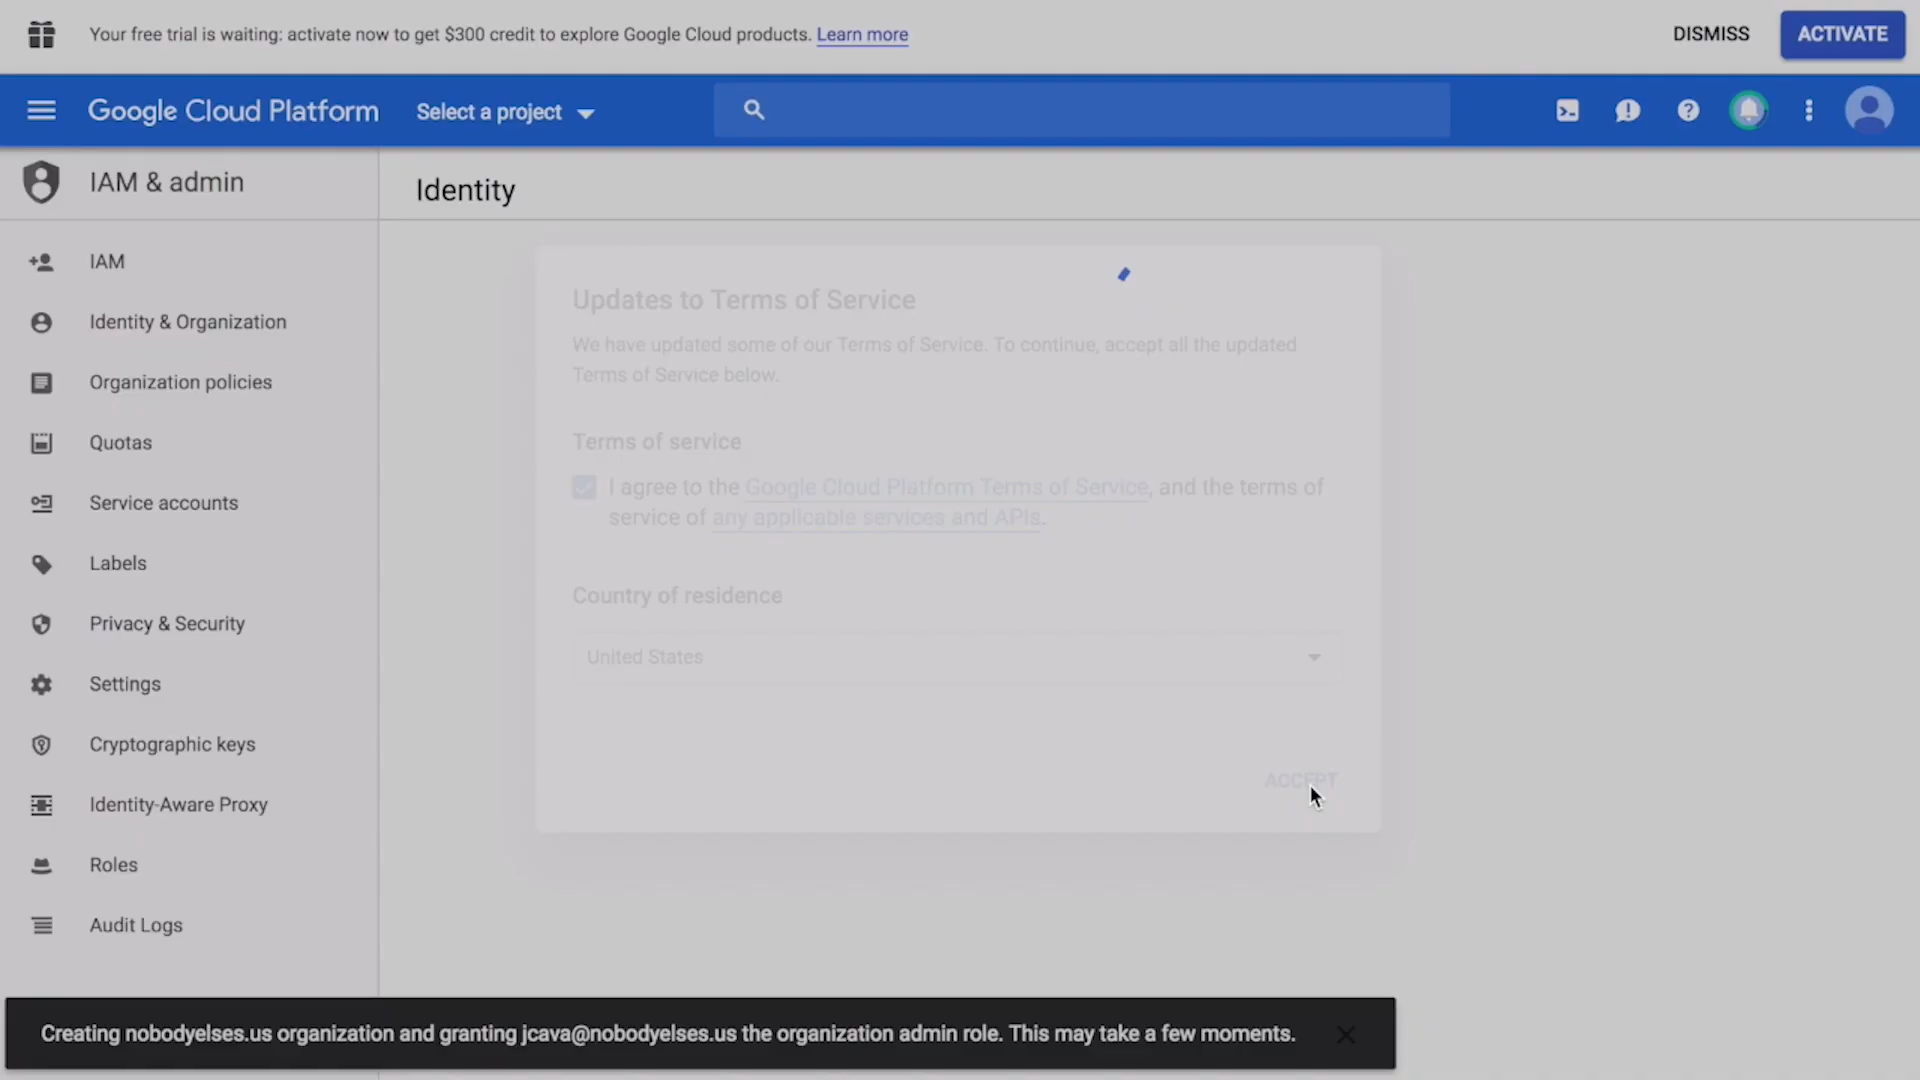 Your free trial is waiting: activate now to get $300 credit to explore Google Cloud products. Learn more
DISMISS
ACTIVATE
Google Cloud Platform
Select a project
IAM & admin
Identity
IAM
Identity & Organization
Organization policies
Quotas
Service accounts
Labels
Privacy & Security
Settings
Cryptographic keys
Identity-Aware Proxy
Roles
Audit Logs
Updates to Terms of Service
We have updated some of our Terms of Service. To continue, accept all the updated
Terms of Service below.
Terms of service
I agree to the Google Cloud Platform Terms of Service, and the terms of
service of any applicable services and APIs.
Country of residence
United States
ACCEPT
Creating nobodyelses.us organization and granting jcava@nobodyelses.us the organization admin role. This may take a few moments.